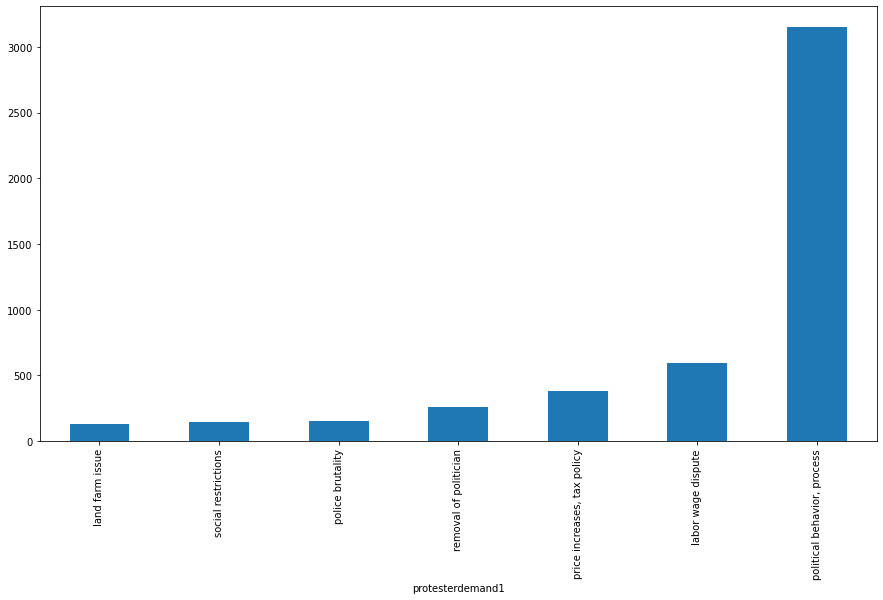 3000
2500
2000
1500
1000
500
0
land farm issue
social restrictions
police brutality
removal of politician
price increases, tax policy
labor wage dispute
political behavior, process
protesterdemand1